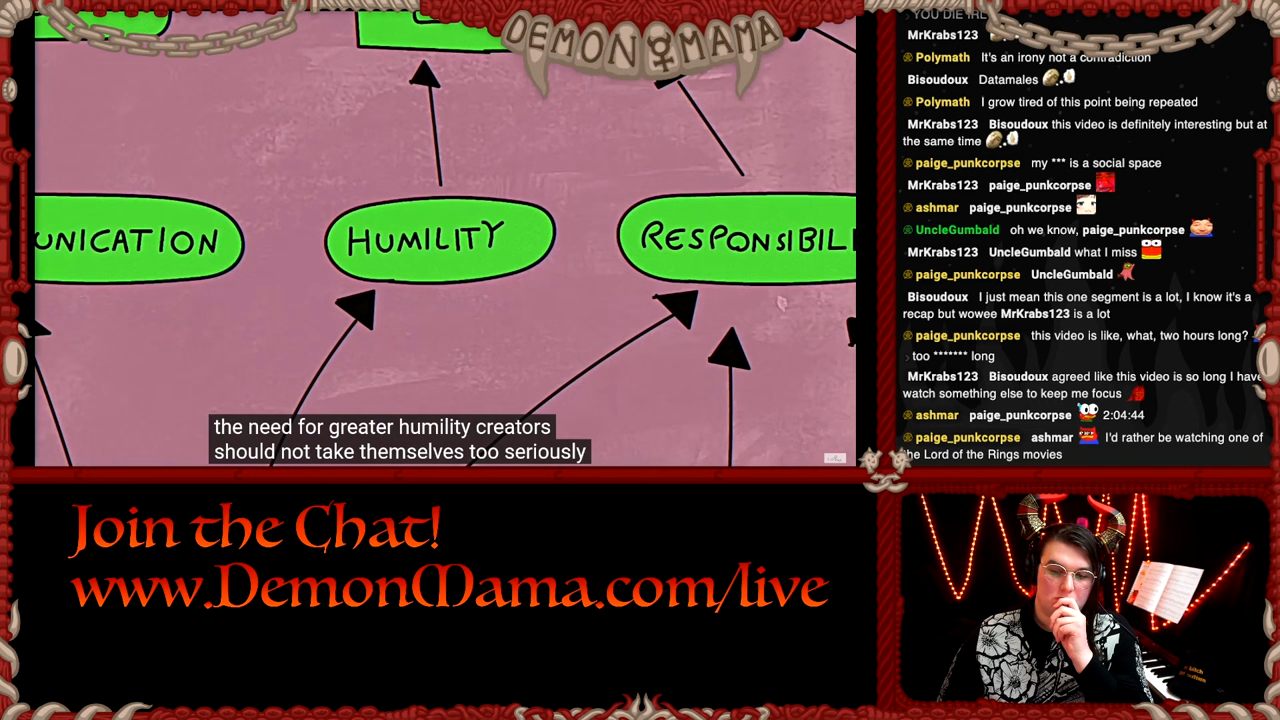 DEMON MAMA
UNICATION
HUMILITY
RESPONSIBIL
the need for greater humility creators
should not take themselves too seriously
YOU DIE IRL
MrKrabs123
Polymath It's an irony not a contradiction
Bisoudoux Datamales
Polymath I grow tired of this point being repeated
MrKrabs123 Bisoudoux this video is definitely interesting but at
the same time
paige_punkcorpse my *** is a social space
MrKrabs123 paige_punkcorpse
ashmar paige_punkcorpse
UncleGumbald oh we know, paige_punkcorpse
MrKrabs123 UncleGumbald what I miss
paige_punkcorpse UncleGumbald
Bisoudoux I just mean this one segment is a lot, I know it's a
recap but wowee MrKrabs123 is a lot
paige_punkcorpse this video is like, what, two hours long?
too ******* long
MrKrabs123 Bisoudoux agreed like this video is so long I have
watch something else to keep me focus
ashmar paige_punkcorpse 2:04:44
paige_punkcorpse ashmar I'd rather be watching one of
the Lord of the Rings movies
Join the Chat!
www.DemonMama.com/live